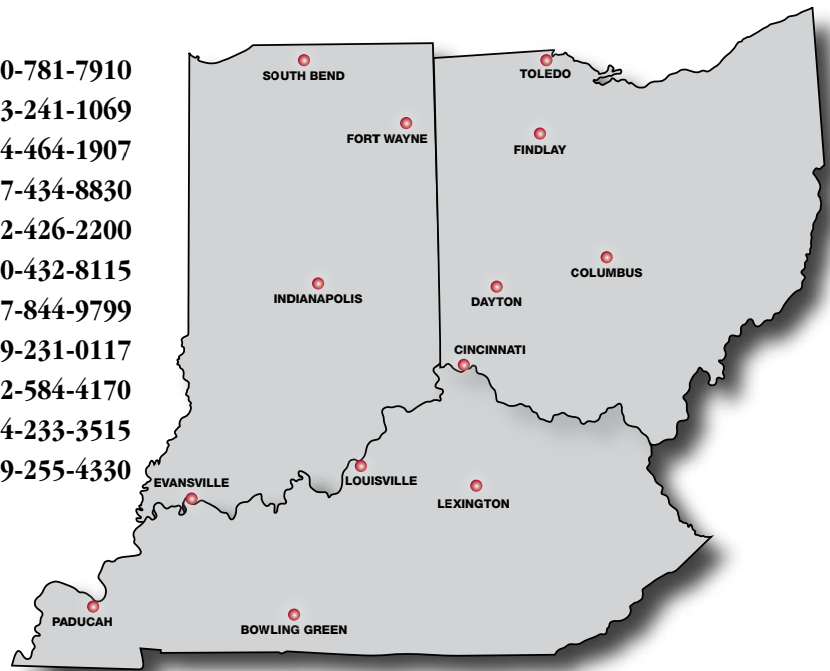 0-781-7910
3-241-1069
4-464-1907
7-434-8830
2-426-2200
0-432-8115
7-844-9799
9-231-0117
2-584-4170
4-233-3515
9-255-4330
SOUTH BEND
TOLEDO
FORT WAYNE
FINDLAY
COLUMBUS
INDIANAPOLIS
DAYTON
CINCINNATI
EVANSVILLE
LOUISVILLE
LEXINGTON
PADUCAH
BOWLING GREEN